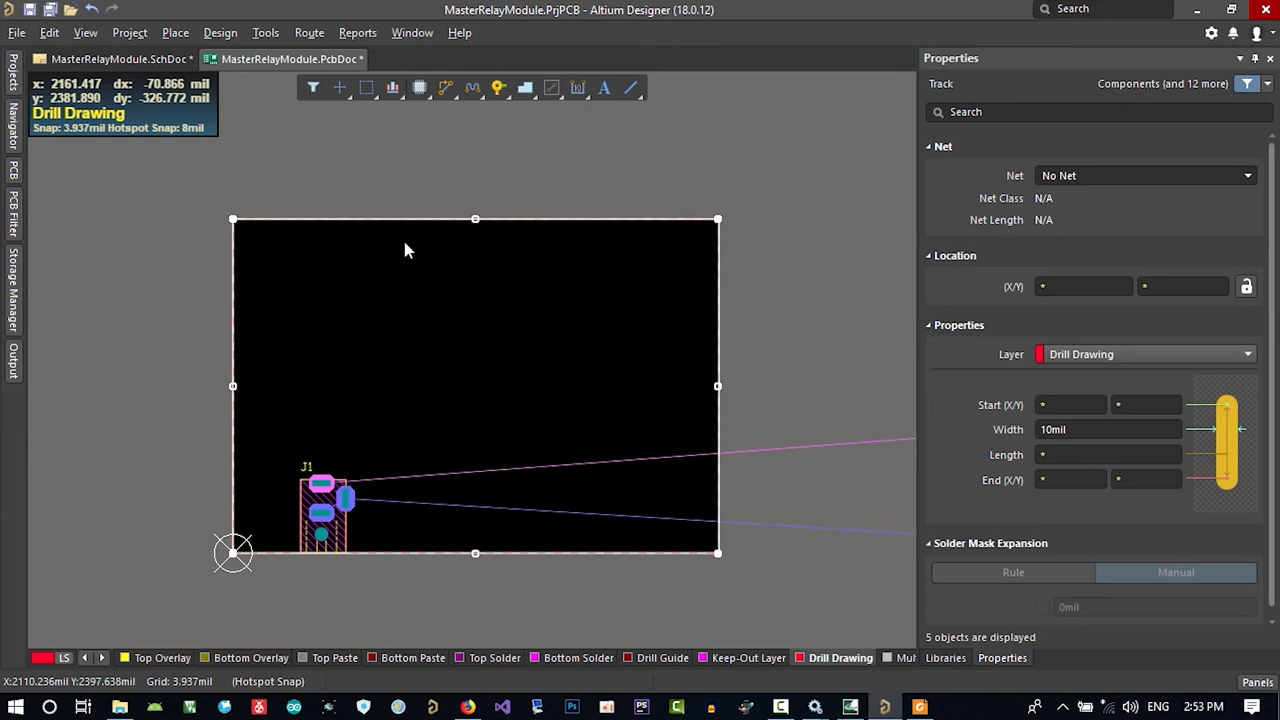 MasterRelayModule.PrjPCB - Altium Designer (18.0.12)
Search
File Edit View Project Place Design Tools Route Reports Window Help
MasterRelayModule.SchDoc *
MasterRelayModule.PcbDoc *
Projects
Navigator
PCB
PCB Filter
Storage Manager
Output
x: 2161.417 dx: -70.866 mil
y: 2381.890 dy: -326.772 mil
Drill Drawing
Snap: 3.937mil Hotspot Snap: 8mil
J1
Properties
Track Components (and 12 more)
Search
Net
Net No Net
Net Class N/A
Net Length N/A
Location
(X/Y) * *
Properties
Layer Drill Drawing
Start (X/Y) * *
Width 10mil
Length *
End (X/Y) * *
Solder Mask Expansion
Rule Manual
0mil
5 objects are displayed
LS Top Overlay Bottom Overlay Top Paste Bottom Paste Top Solder Bottom Solder Drill Guide Keep-Out Layer Drill Drawing Mul
Libraries Properties
X:2110.236mil Y:2397.638mil Grid: 3.937mil (Hotspot Snap)
Panels
ENG 2:53 PM